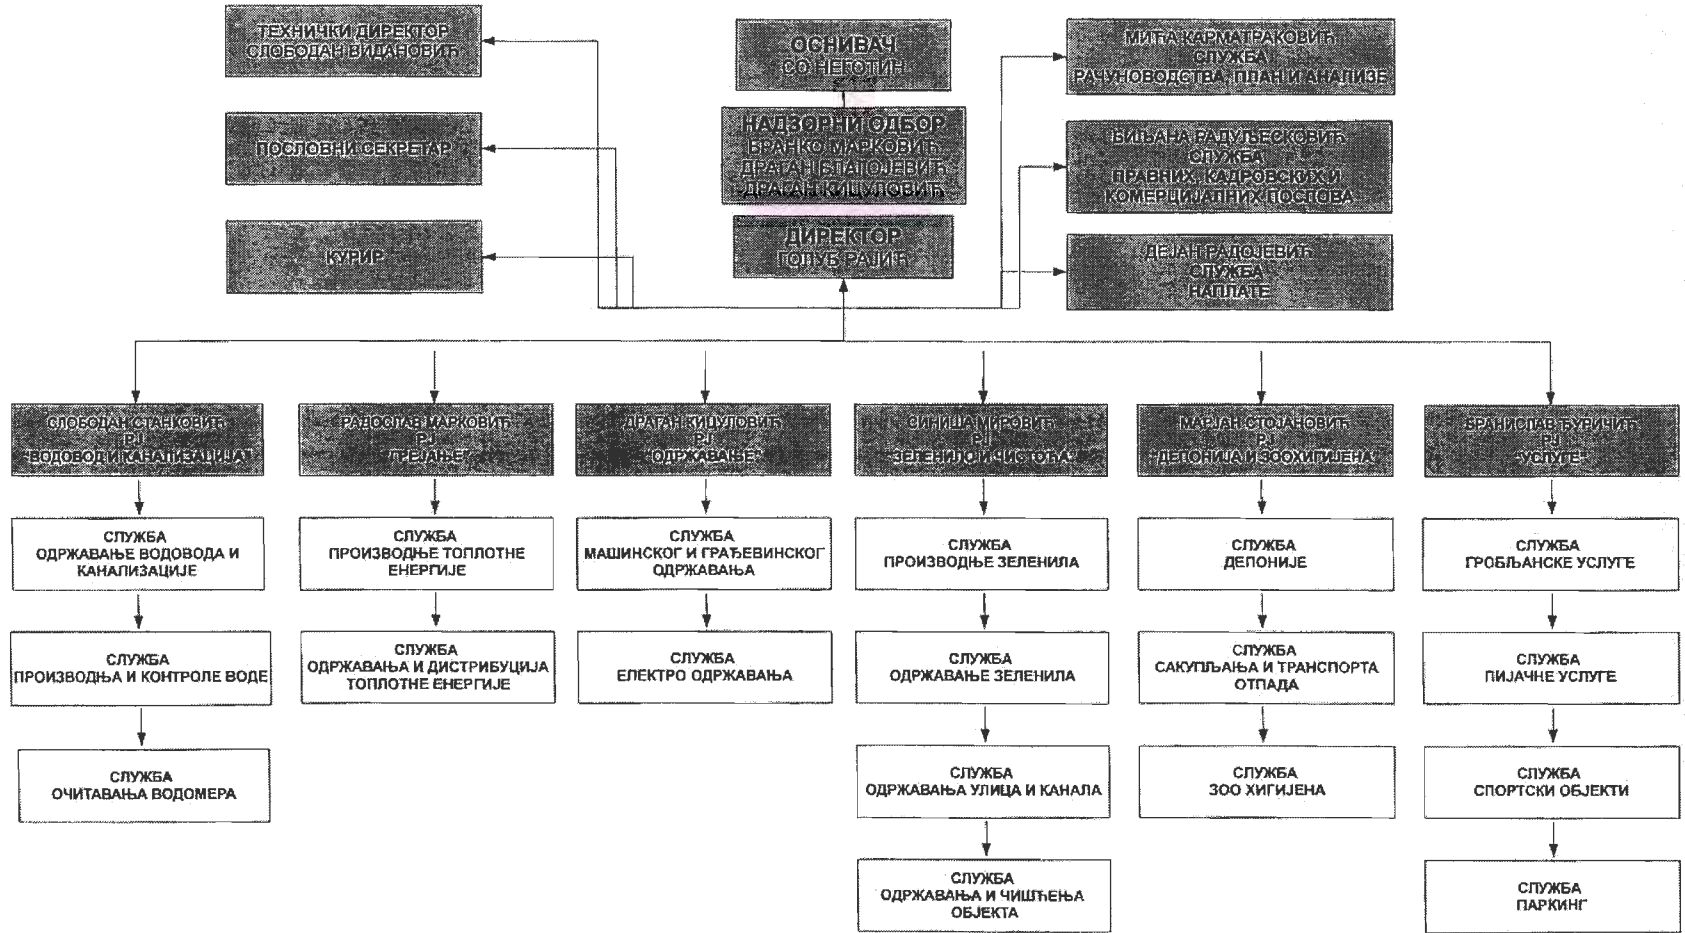 ТЕХНИЧКИ ДИРЕКТОР
СЛОБОДАН ВИДАНОВИЋ
ПОСЛОВНИ СЕКРЕТАР
КУРИР
ОСНИВАЧ
СО НЕГОТИН
НАДЗОРНИ ОДБОР
БРАНКО МАРКОВИЋ
ДРАГАН БЛАГОЈЕВИЋ
ДРАГАН КИЦУЛОВИЋ
ДИРЕКТОР
ГОЛУБ РАЈИЋ
МИЋА КАРМАТРАКОВИЋ
СЛУЖБА
РАЧУНОВОДСТВА, ПЛАН И АНАЛИЗЕ
БИЉАНА РАДУЉЕСКОВИЋ
СЛУЖБА
ПРАВНИХ, КАДРОВСКИХ И
КОМЕРЦИЈАЛНИХ ПОСЛОВА
ДЕЈАН РАДОЈЕВИЋ
СЛУЖБА
НАПЛАТЕ
СЛОБОДАН СТАНКОВИЋ
РЈ
"ВОДОВОД И КАНАЛИЗАЦИЈА"
СЛУЖБА
ОДРЖАВАЊЕ ВОДОВОДА И
КАНАЛИЗАЦИЈЕ
СЛУЖБА
ПРОИЗВОДЊА И КОНТРОЛЕ ВОДЕ
СЛУЖБА
ОЧИТАВАЊА ВОДОМЕРА
РАДОСЛАВ МАРКОВИЋ
РЈ
"ГРЕЈАЊЕ"
СЛУЖБА
ПРОИЗВОДЊЕ ТОПЛОТНЕ
ЕНЕРГИЈЕ
СЛУЖБА
ОДРЖАВАЊА И ДИСТРИБУЦИЈА
ТОПЛОТНЕ ЕНЕРГИЈЕ
ДРАГАН КИЦУЛОВИЋ
РЈ
"ОДРЖАВАЊЕ"
СЛУЖБА
МАШИНСКОГ И ГРАЂЕВИНСКОГ
ОДРЖАВАЊА
СЛУЖБА
ЕЛЕКТРО ОДРЖАВАЊА
СИНИША МИРОВИЋ
РЈ
"ЗЕЛЕНИЛО И ЧИСТОЋА"
СЛУЖБА
ПРОИЗВОДЊЕ ЗЕЛЕНИЛА
СЛУЖБА
ОДРЖАВАЊЕ ЗЕЛЕНИЛА
СЛУЖБА
ОДРЖАВАЊА УЛИЦА И КАНАЛА
СЛУЖБА
ОДРЖАВАЊА И ЧИШЋЕЊА
ОБЈЕКТА
МАРЈАН СТОЈАНОВИЋ
РЈ
"ДЕПОНИЈА И ЗООХИГИЈЕНА"
СЛУЖБА
ДЕПОНИЈЕ
СЛУЖБА
САКУПЉАЊА И ТРАНСПОРТА
ОТПАДА
СЛУЖБА
ЗОО ХИГИЈЕНА
БРАНИСЛАВ ЂУРИЧИЋ
РЈ
"УСЛУГЕ"
СЛУЖБА
ГРОБЉАНСКЕ УСЛУГЕ
СЛУЖБА
ПИЈАЧНЕ УСЛУГЕ
СЛУЖБА
СПОРТСКИ ОБЈЕКТИ
СЛУЖБА
ПАРКИНГ